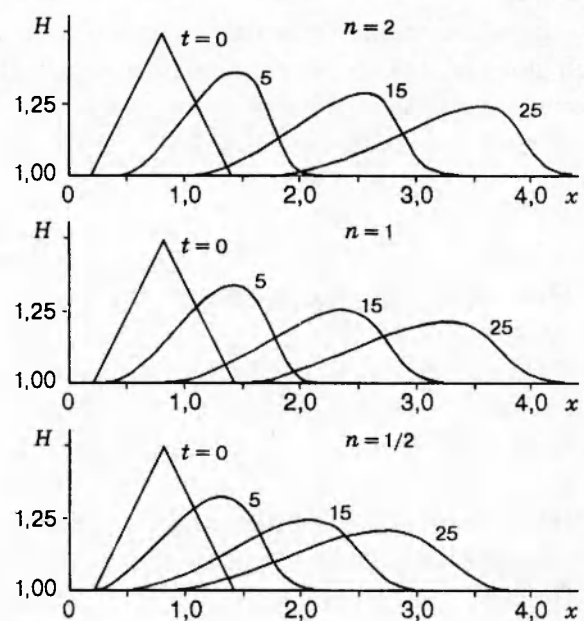 H t = 0 n = 2
5
15
1,25
25
1,00
0 1,0 2,0 3,0 4,0 x
H t = 0 n = 1
5
15
1,25
25
1,00
0 1,0 2,0 3,0 4,0 x
H t = 0 n = 1/2
5
15
1,25
25
1,00
0 1,0 2,0 3,0 4,0 x